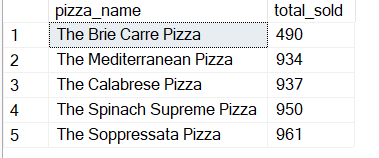 pizza_name total_sold
1 The Brie Carre Pizza 490
2 The Mediterranean Pizza 934
3 The Calabrese Pizza 937
4 The Spinach Supreme Pizza 950
5 The Soppressata Pizza 961